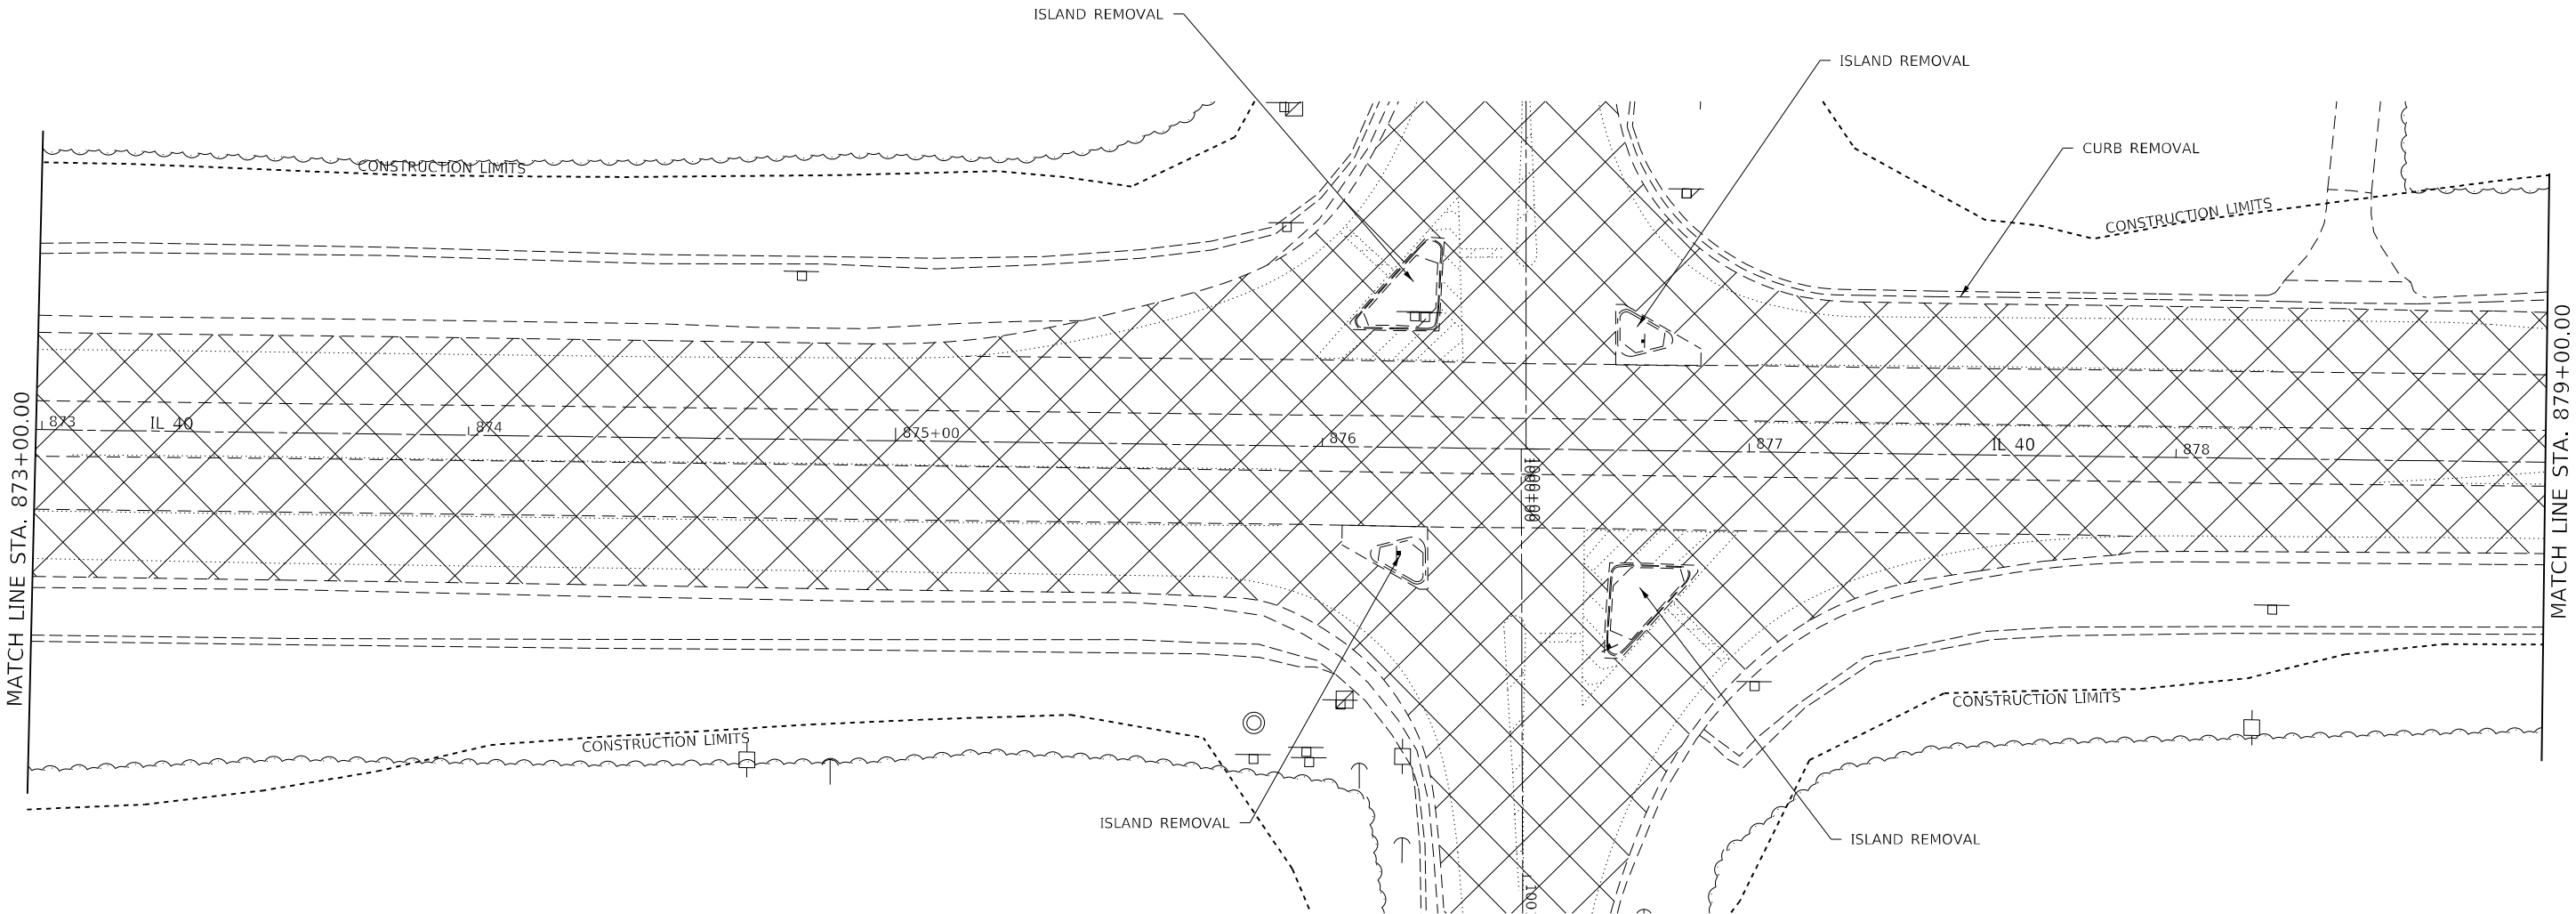 ISLAND REMOVAL
ISLAND REMOVAL
CURB REMOVAL
CONSTRUCTION LIMITS
CONSTRUCTION LIMITS
MATCH LINE STA. 873+00.00
MATCH LINE STA. 879+00.00
873
IL 40
874
875+00
876
877
IL 40
878
CONSTRUCTION LIMITS
CONSTRUCTION LIMITS
ISLAND REMOVAL
ISLAND REMOVAL
100